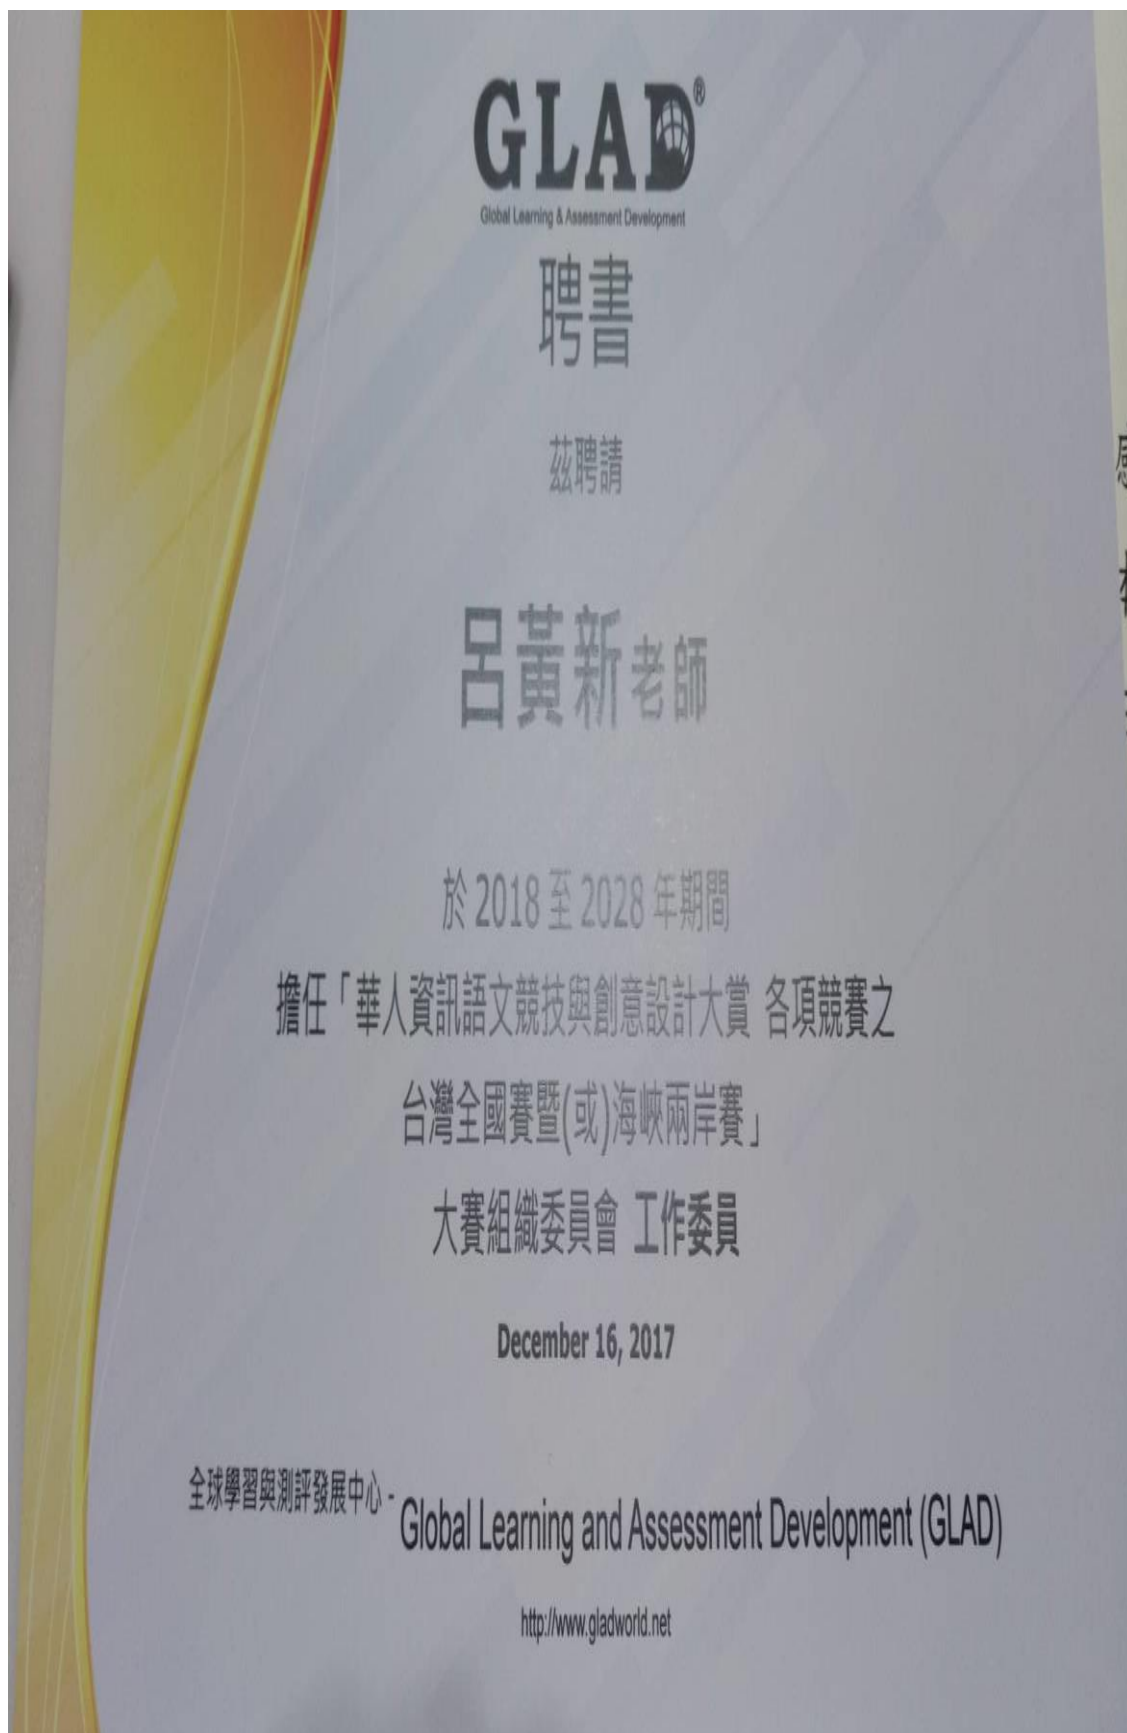 GLAD®
Global Learning & Assessment Development
聘書
茲聘請
呂黃新老師
於 2018 至 2028 年期間
擔任「華人資訊語文競技與創意設計大賞 各項競賽之
台灣全國賽暨(或)海峽兩岸賽」
大賽組織委員會 工作委員
December 16, 2017
全球學習與測評發展中心 - Global Learning and Assessment Development (GLAD)
http://www.gladworld.net